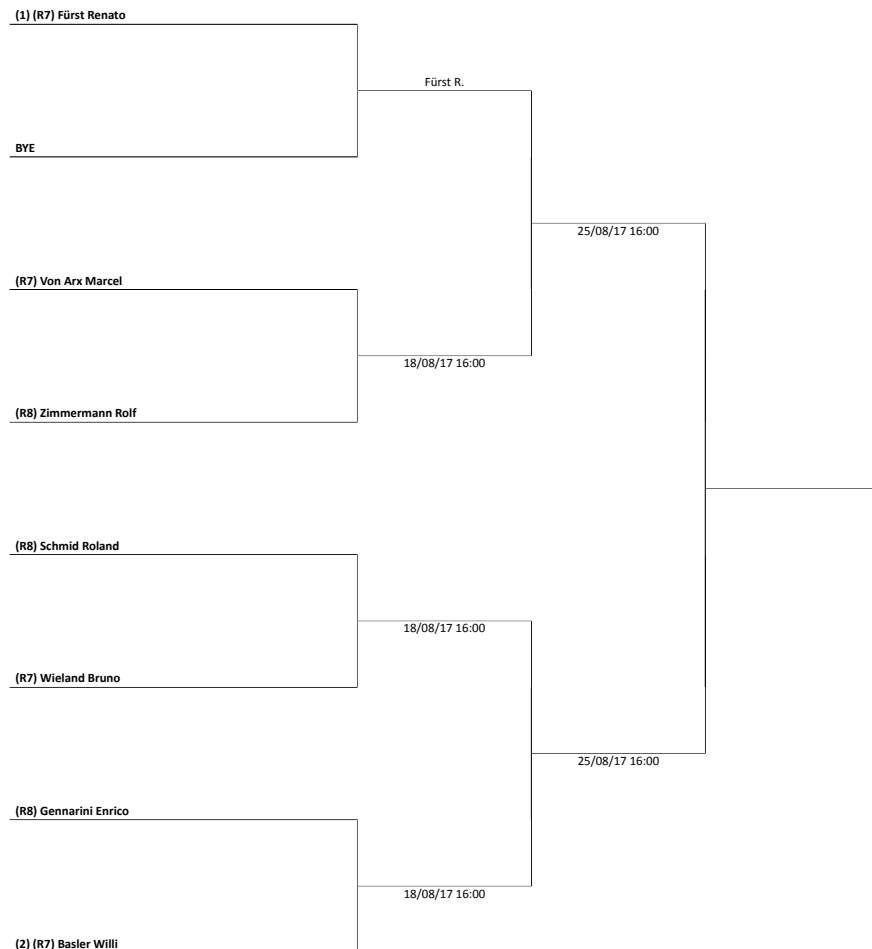 (1) (R7) Fürst Renato
Fürst R.
BYE
25/08/17 16:00
(R7) Von Arx Marcel
18/08/17 16:00
(R8) Zimmermann Rolf
(R8) Schmid Roland
18/08/17 16:00
(R7) Wieland Bruno
25/08/17 16:00
(R8) Gennarini Enrico
18/08/17 16:00
(2) (R7) Basler Willi